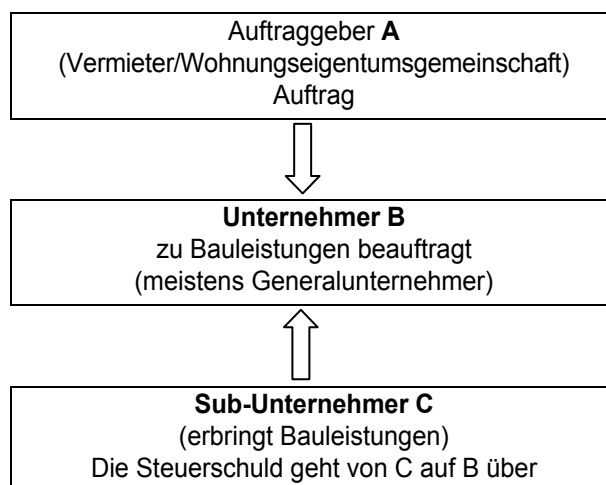 Auftraggeber A
(Vermieter/Wohnungseigentumsgemeinschaft)
Auftrag
Unternehmer B
zu Bauleistungen beauftragt
(meistens Generalunternehmer)
Sub-Unternehmer C
(erbringt Bauleistungen)
Die Steuerschuld geht von C auf B über